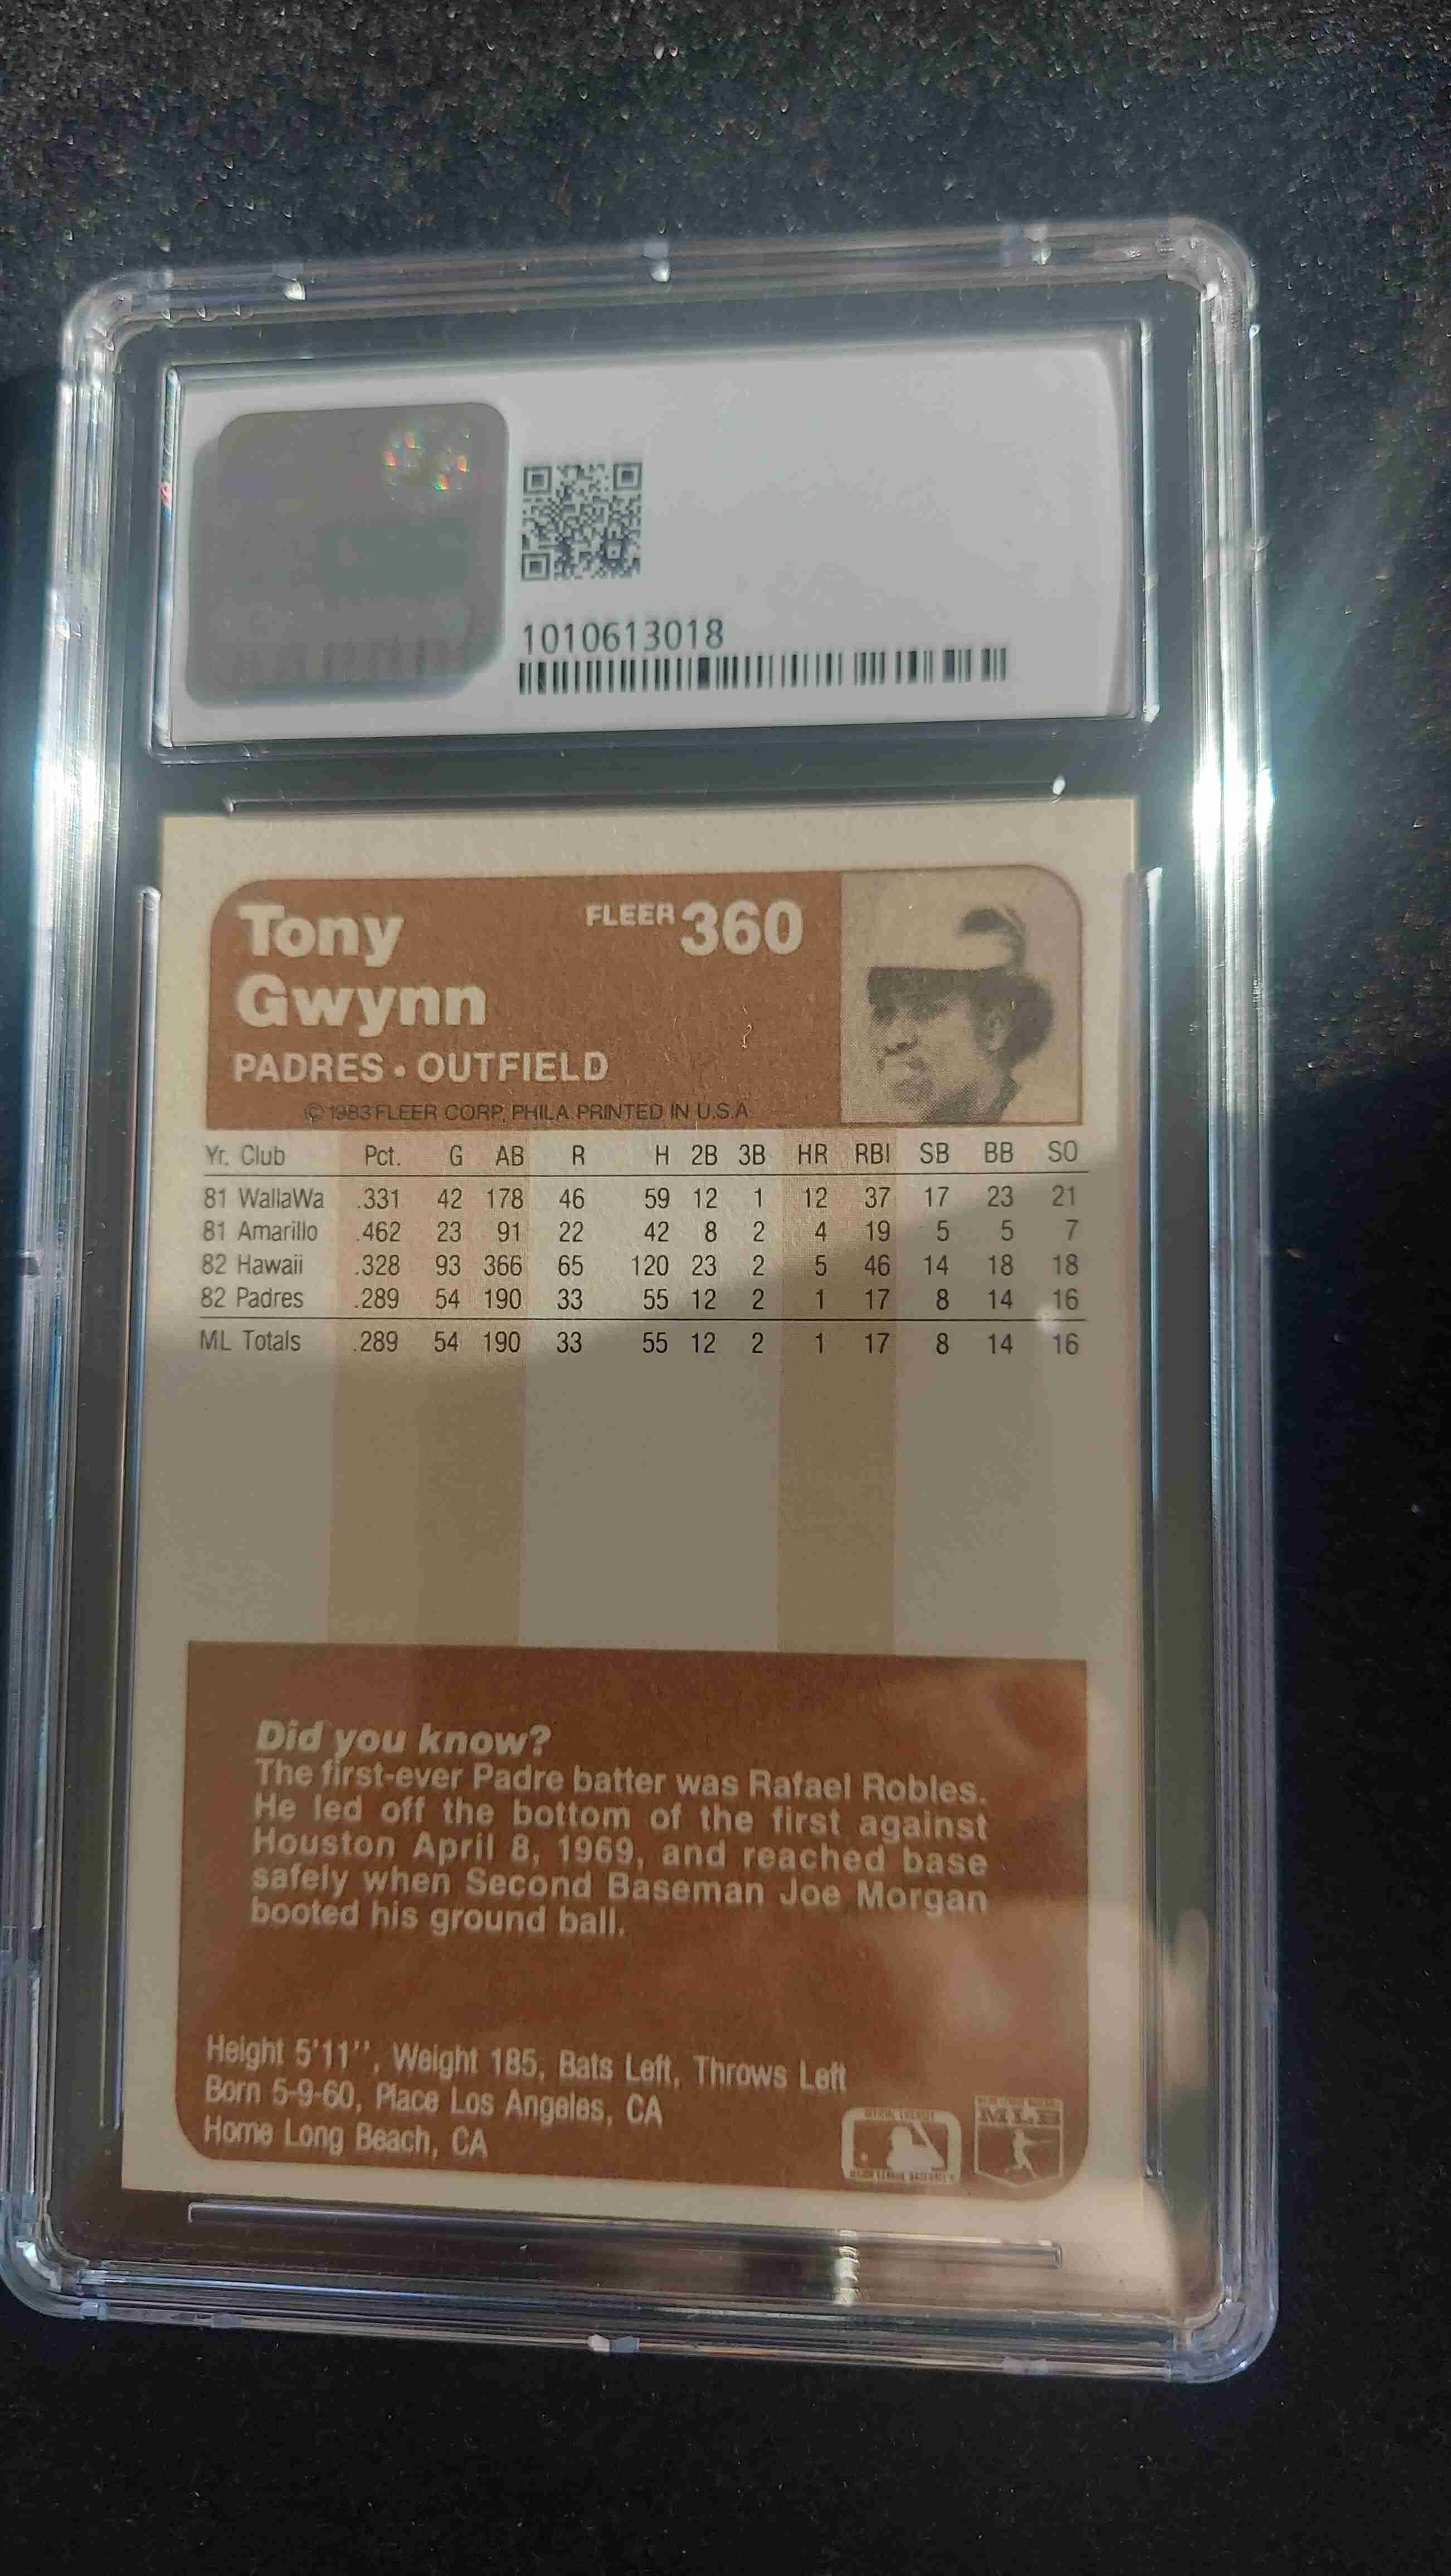 1010613018
Tony
Gwynn
FLEER 360
PADRES • OUTFIELD
© 1983 FLEER CORP., PHILA. PRINTED IN U.S.A.
Yr. Club Pct. G AB R H 2B 3B HR RBI SB BB SO
81 WallaWa .331 42 178 46 59 12 1 12 37 17 23 21
81 Amarillo .462 23 91 22 42 8 2 4 19 5 5 7
82 Hawaii .328 93 366 65 120 23 2 5 46 14 18 18
82 Padres .289 54 190 33 55 12 2 1 17 8 14 16
ML Totals .289 54 190 33 55 12 2 1 17 8 14 16
Did you know?
The first-ever Padre batter was Rafael Robles.
He led off the bottom of the first against
Houston April 8, 1969, and reached base
safely when Second Baseman Joe Morgan
booted his ground ball.
Height 5'11'', Weight 185, Bats Left, Throws Left
Born 5-9-60, Place Los Angeles, CA
Home Long Beach, CA
MLB